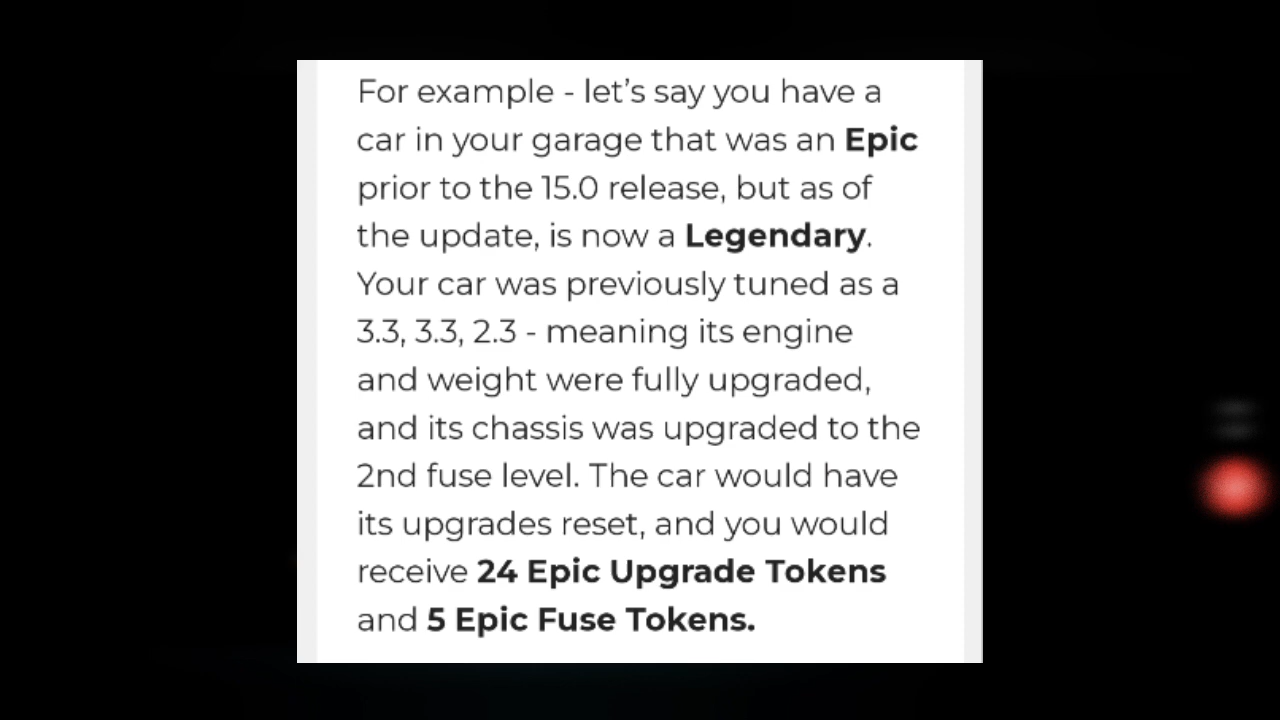 For example - let's say you have a
car in your garage that was an Epic
prior to the 15.0 release, but as of
the update, is now a Legendary.
Your car was previously tuned as a
3.3, 3.3, 2.3 - meaning its engine
and weight were fully upgraded,
and its chassis was upgraded to the
2nd fuse level. The car would have
its upgrades reset, and you would
receive 24 Epic Upgrade Tokens
and 5 Epic Fuse Tokens.